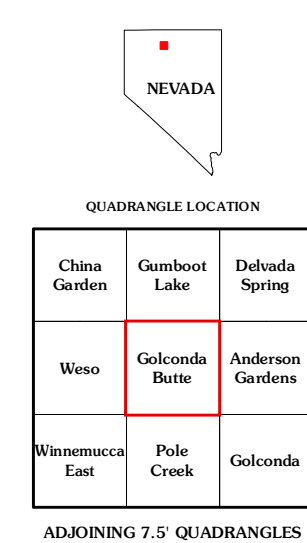 NEVADA
QUADRANGLE LOCATION
China
Garden
Gumboot
Lake
Delvada
Spring
Weso
Golconda
Butte
Anderson
Gardens
Winnemucca
East
Pole
Creek
Golconda
ADJOINING 7.5' QUADRANGLES